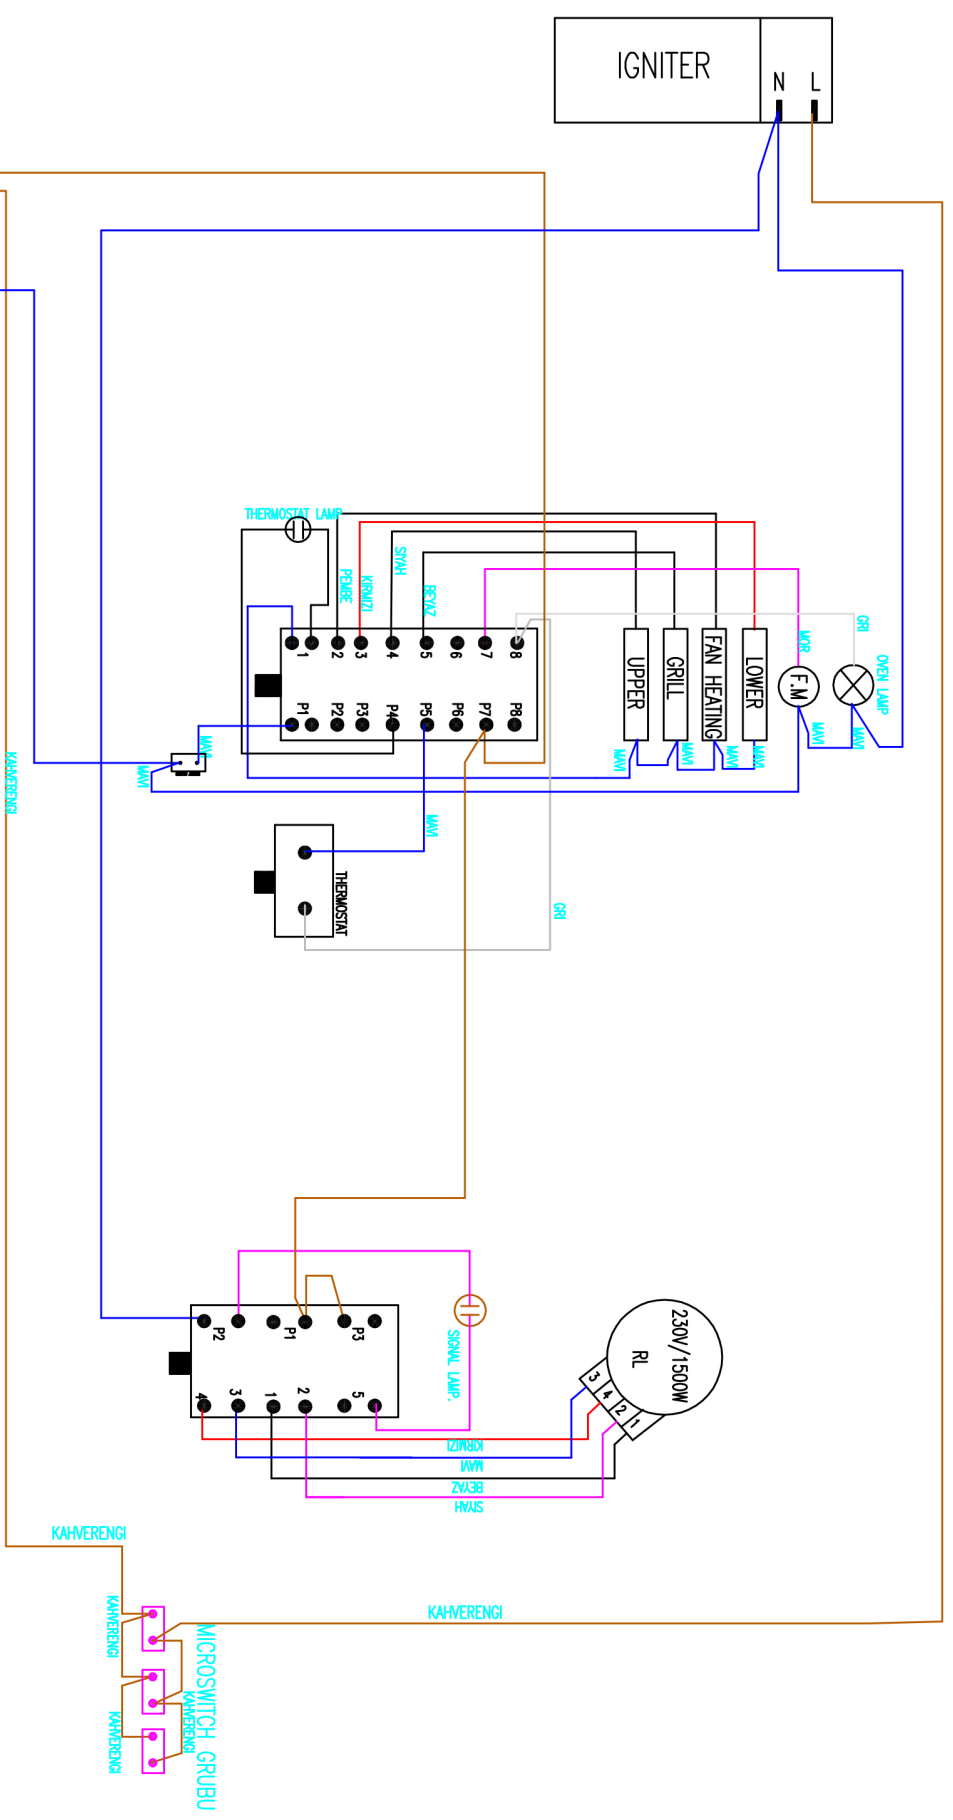 IGNITER
N
L
THERMOSTAT LAMP
PEMBE
KIRMIZI
SIYAH
BEYAZ
MOR
GRI
OVEN LAMP
1
2
3
4
5
6
7
8
P1
P2
P3
P4
P5
P6
P7
P8
UPPER
GRILL
FAN HEATING
LOWER
F.M
MAVI
MAVI
MAVI
MAVI
MAVI
MAVI
MAVI
MAVI
MAVI
KAHVERENGI
THERMOSTAT
GRI
P2
P1
P3
4
3
1
2
5
SIGNAL LAMP.
230V/1500W
RL
3
4
2
1
KIRMIZI
MAVI
BEYAZ
SIYAH
KAHVERENGI
KAHVERENGI
KAHVERENGI
KAHVERENGI
KAHVERENGI
MICROSWITCH GRUBU